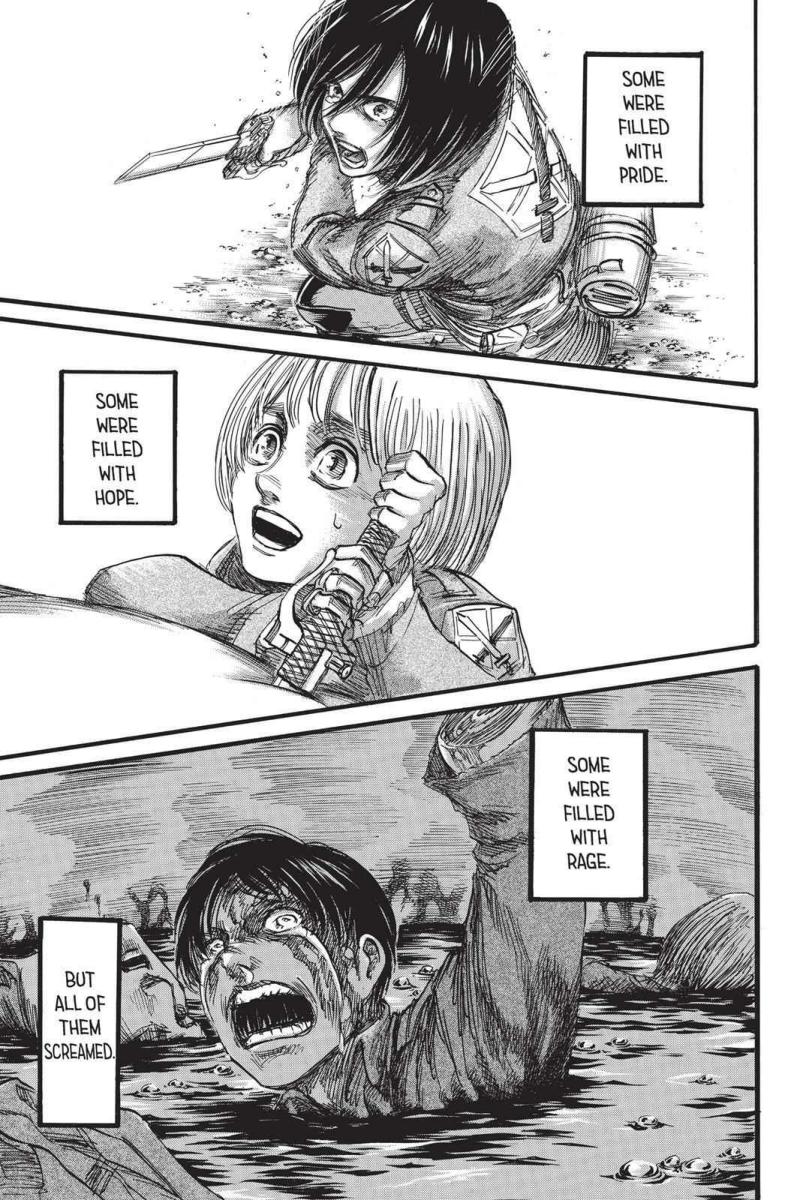 SOME
WERE
FILLED
WITH
PRIDE.
SOME
WERE
FILLED
WITH
HOPE.
SOME
WERE
FILLED
WITH
RAGE.
BUT
ALL OF
THEM
SCREAMED.